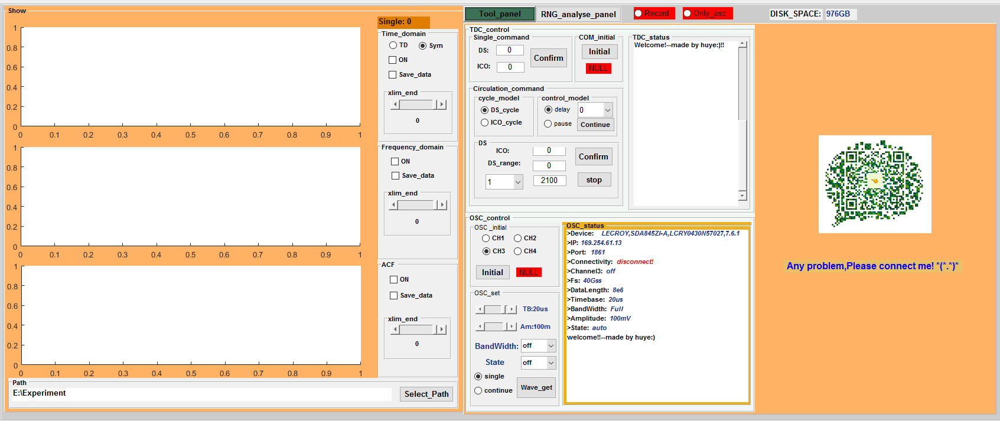 Show
Tool_panel RNG_analyse_panel Record Only_osc DISK_SPACE: 976GB
Single: 0
1
0.8
0.6
0.4
0.2
0
0 0.1 0.2 0.3 0.4 0.5 0.6 0.7 0.8 0.9 1
Time_domain
TD Sym
ON
Save_data
xlim_end
0
1
0.8
0.6
0.4
0.2
0
0 0.1 0.2 0.3 0.4 0.5 0.6 0.7 0.8 0.9 1
Frequency_domain
ON
Save_data
xlim_end
0
1
0.8
0.6
0.4
0.2
0
0 0.1 0.2 0.3 0.4 0.5 0.6 0.7 0.8 0.9 1
ACF
ON
Save_data
xlim_end
0
Path
E:\Experiment Select_Path
TDC_control
Single_command
DS: 0
ICO: 0
Confirm
COM_initial
Initial
NULL
Circulation_command
cycle_model
DS_cycle
ICO_cycle
control_model
delay 0
pause Continue
DS
ICO: 0
DS_range: 0
Confirm
1 2100 stop
TDC_status
Welcome!--made by huye:)!!
OSC_control
OSC_initial
CH1 CH2
CH3 CH4
Initial NULL
OSC_set
TB:20us
Am:100m
BandWidth: off
State off
single
continue
Wave_get
OSC_status
>Device: LECROY,SDA845ZI-A,LCRY0430N57027,7.6.1
>IP: 169.254.61.13
>Port: 1861
>Connectivity: disconnect!
>Channel3: off
>Fs: 40Gss
>DataLength: 8e6
>Timebase: 20us
>BandWidth: Full
>Amplitude: 100mV
>State: auto
welcome!!--made by huye:)
Any problem,Please connect me! *(*.*)*